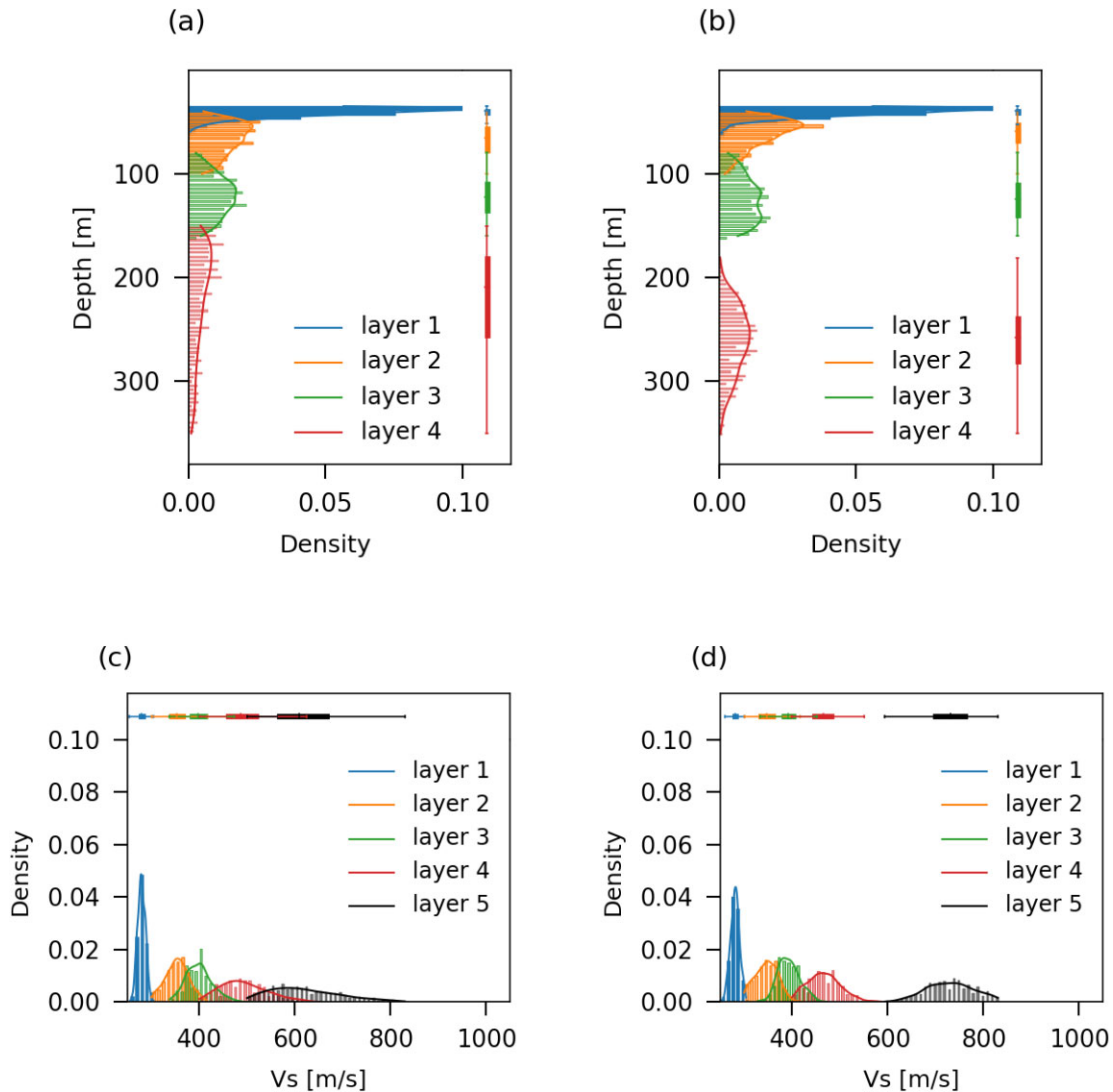 (a)
Depth [m]
100
200
300
layer 1
layer 2
layer 3
layer 4
0.00
0.05
0.10
Density
(b)
Depth [m]
100
200
300
layer 1
layer 2
layer 3
layer 4
0.00
0.05
0.10
Density
(c)
Density
0.10
0.08
0.06
0.04
0.02
0.00
layer 1
layer 2
layer 3
layer 4
layer 5
400
600
800
1000
Vs [m/s]
(d)
Density
0.10
0.08
0.06
0.04
0.02
0.00
layer 1
layer 2
layer 3
layer 4
layer 5
400
600
800
1000
Vs [m/s]